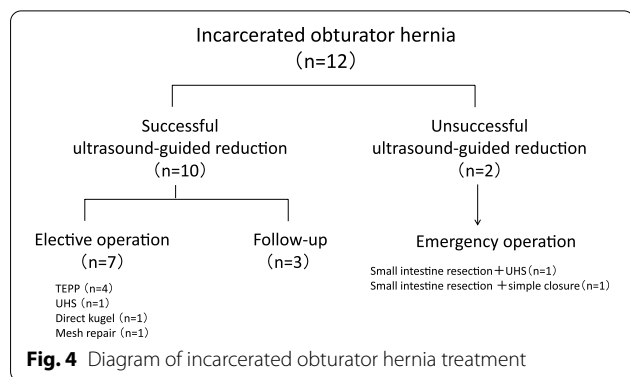 Incarcerated obturator hernia
（n=12）
Successful
ultrasound-guided reduction
（n=10）
Unsuccessful
ultrasound-guided reduction
（n=2）
Elective operation
（n=7）
TEPP（n=4）
UHS（n=1）
Direct kugel（n=1）
Mesh repair（n=1）
Follow-up
（n=3）
Emergency operation
Small intestine resection＋UHS（n=1）
Small intestine resection ＋simple closure（n=1）
Fig. 4 Diagram of incarcerated obturator hernia treatment